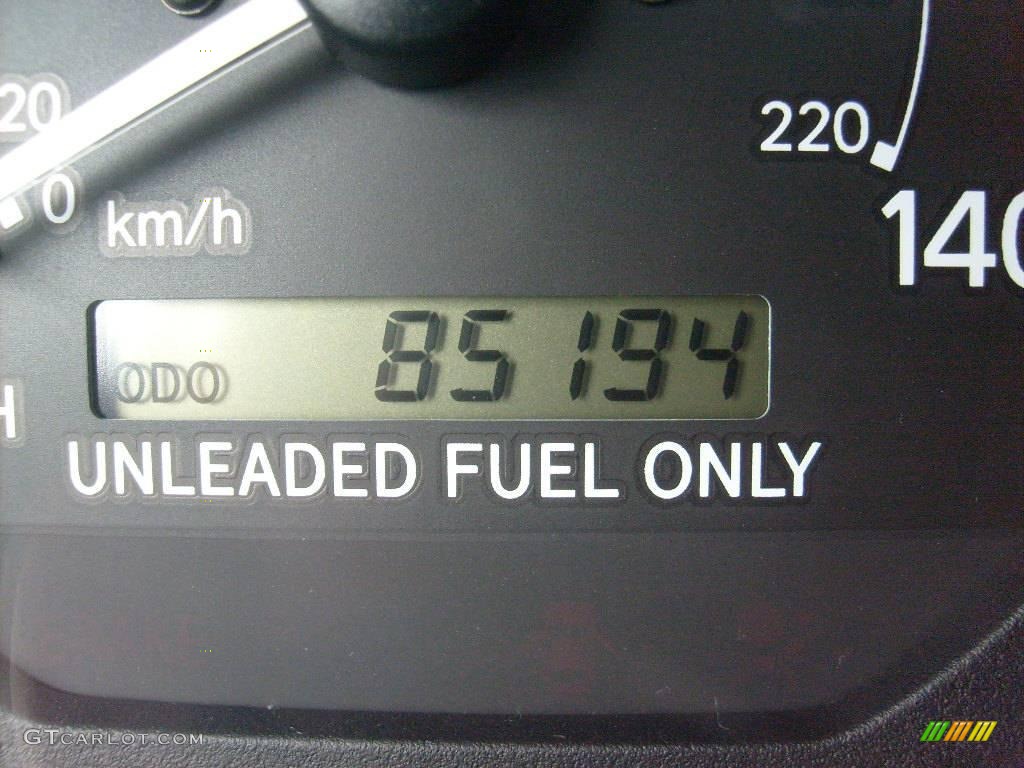 20
0
km/h
220
140
ODO 85194
H
UNLEADED FUEL ONLY
GTCARLOT.COM